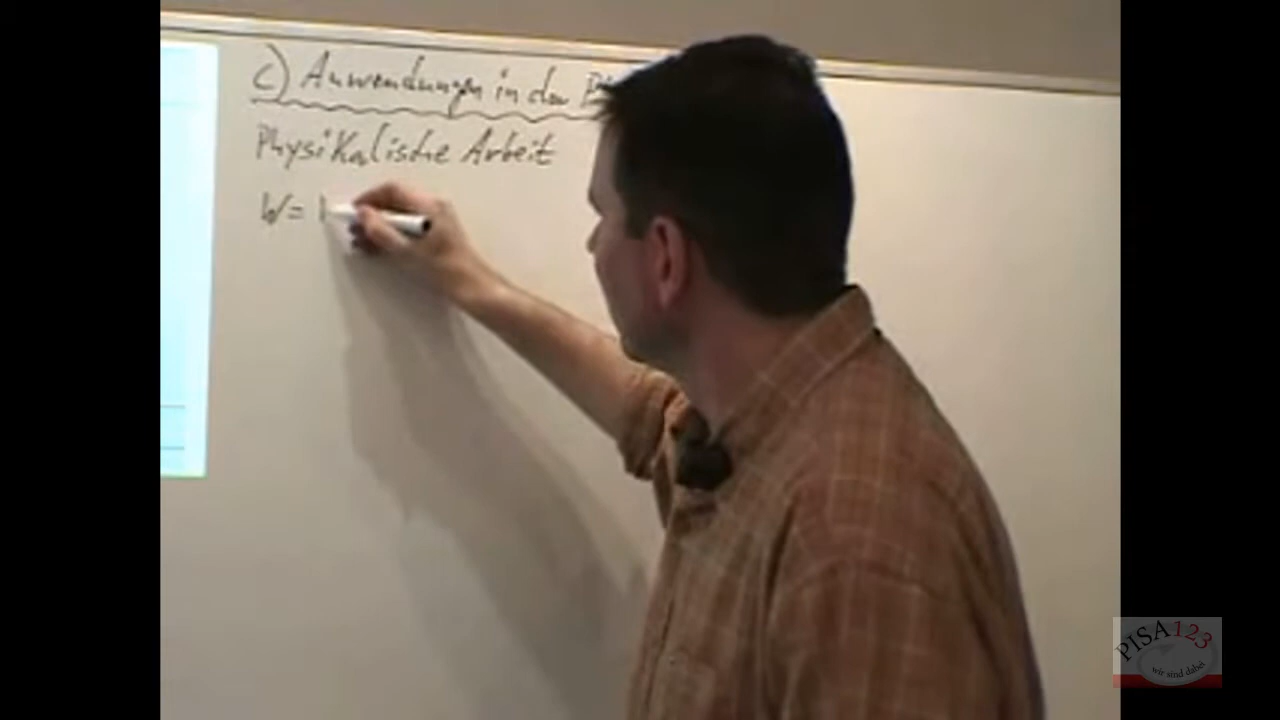 c) Anwendungen in der
Physikalische Arbeit
W =
PISA123
wir sind dabei